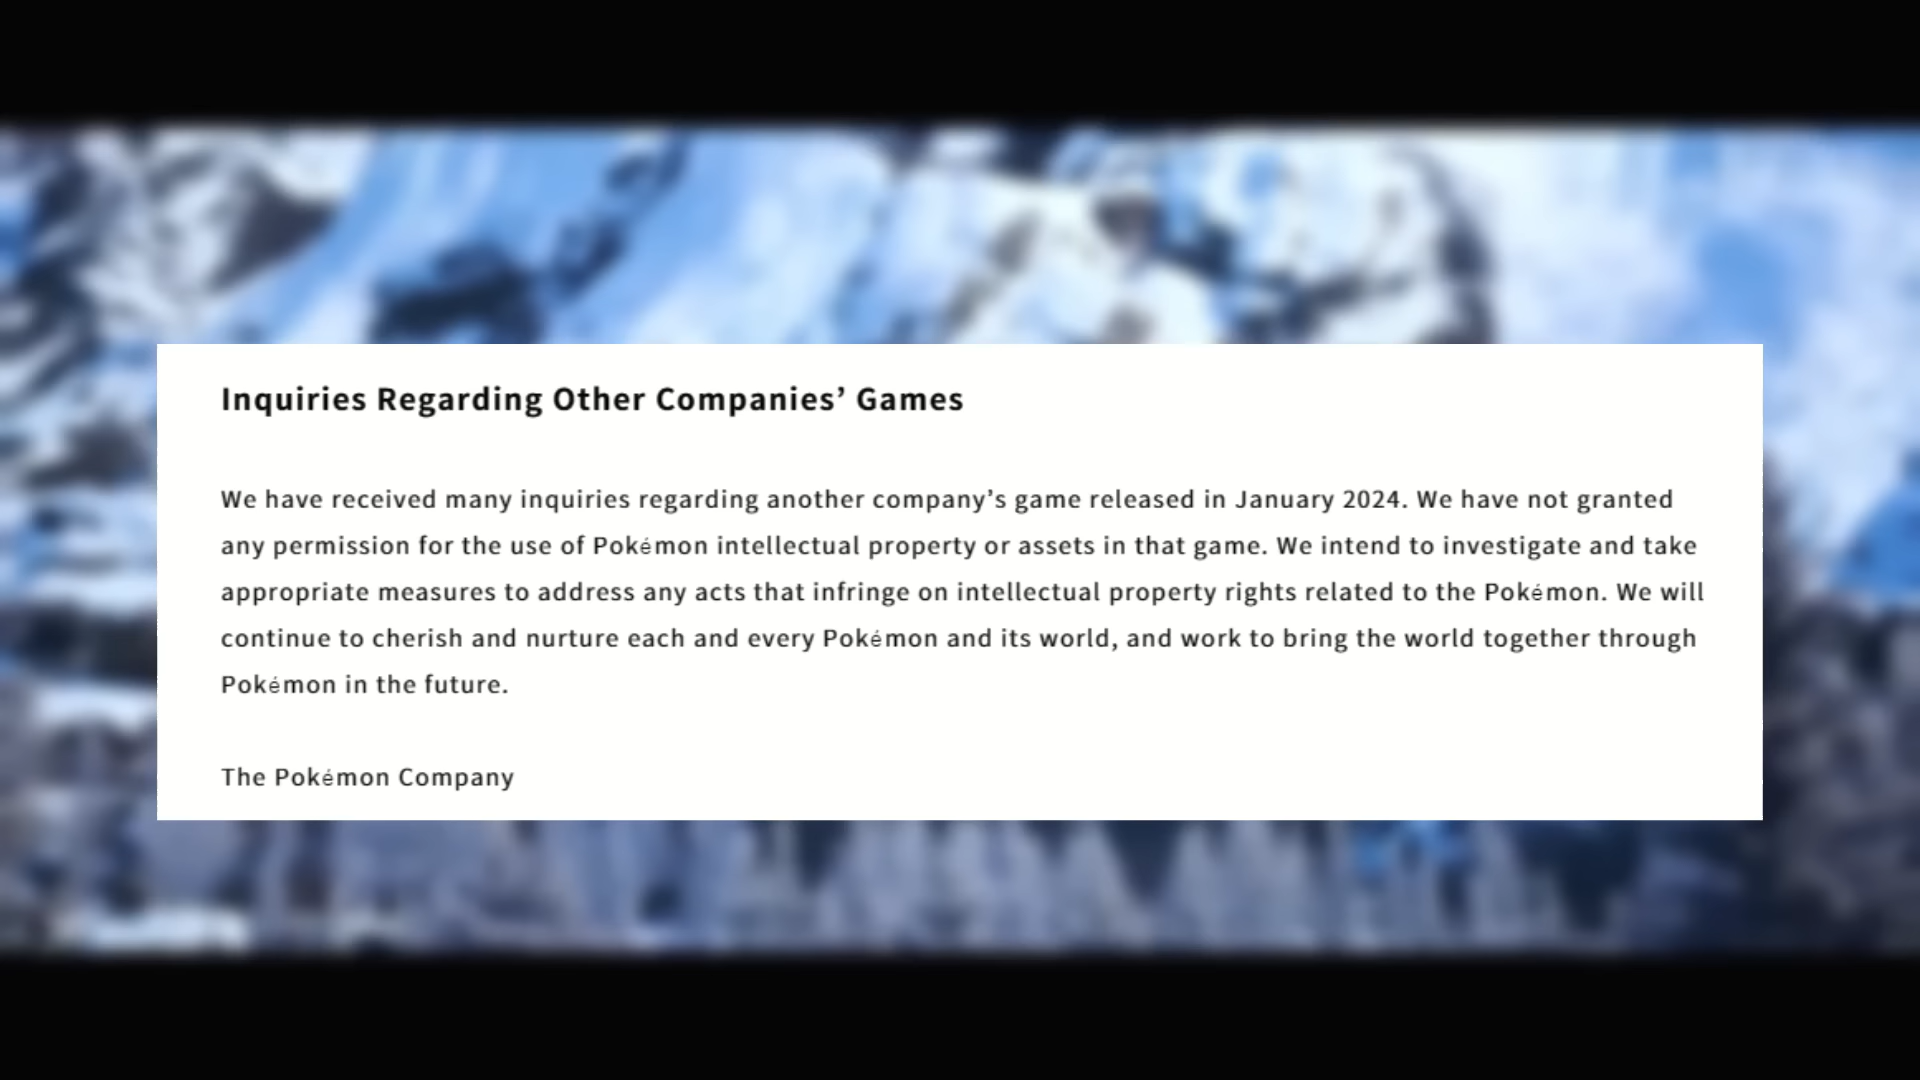 Inquiries Regarding Other Companies’ Games
We have received many inquiries regarding another company’s game released in January 2024. We have not granted
any permission for the use of Pokémon intellectual property or assets in that game. We intend to investigate and take
appropriate measures to address any acts that infringe on intellectual property rights related to the Pokémon. We will
continue to cherish and nurture each and every Pokémon and its world, and work to bring the world together through
Pokémon in the future.
The Pokémon Company